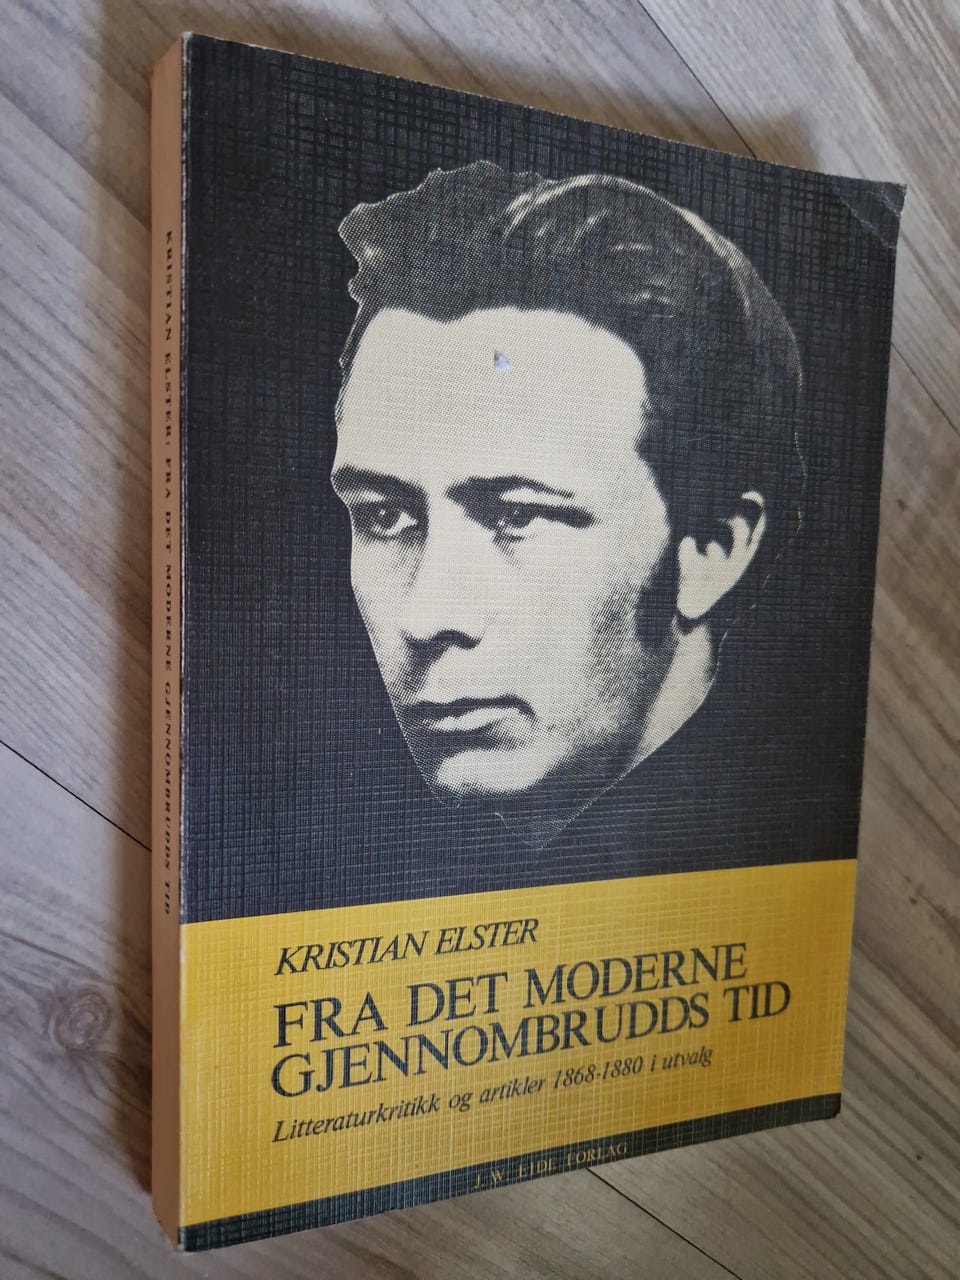 KRISTIAN ELSTER: FRA DET MODERNE GJENNOMBRUDDS TID
KRISTIAN ELSTER
FRA DET MODERNE
GJENNOMBRUDDS TID
Litteraturkritikk og artikler 1868-1880 i utvalg
J. W. EIDE FORLAG